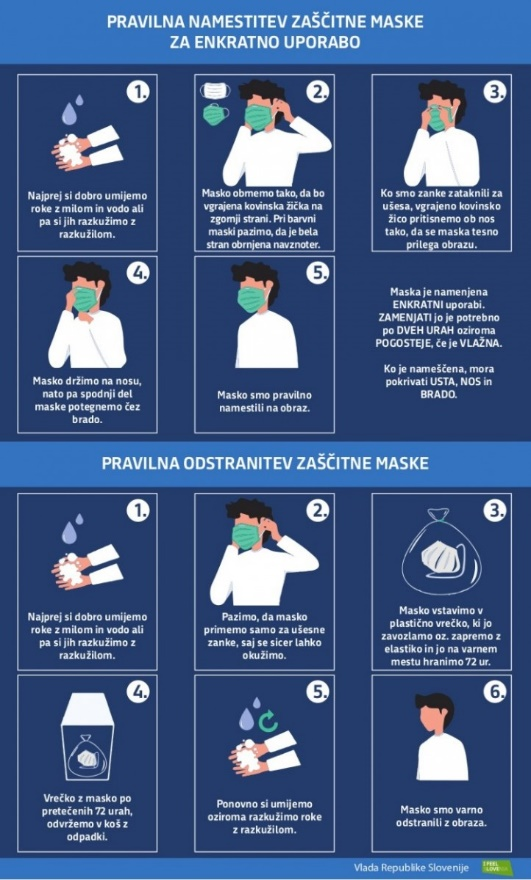 PRAVILNA NAMESTITEV ZAŠČITNE MASKE
ZA ENKRATNO UPORABO
1.
Najprej si dobro umijemo
roke z milom in vodo ali
pa si jih razkužimo z
razkužilom.
2.
Masko obrnemo tako, da bo
vgrajena kovinska žička na
zgornji strani. Pri barvni
maski pazimo, da je bela
stran obrnjena navznoter.
3.
Ko smo zanke zataknili za
ušesa, vgrajeno kovinsko
žico pritisnemo ob nos
tako, da se maska tesno
prilega obrazu.
4.
Masko držimo na nosu,
nato pa spodnji del
maske potegnemo čez
brado.
5.
Masko smo pravilno
namestili na obraz.
Maska je namenjena
ENKRATNI uporabi.
ZAMENJATI jo je potrebno
po DVEH URAH oziroma
POGOSTEJE, če je VLAŽNA.
Ko je nameščena, mora
pokrivati USTA, NOS in
BRADO.
PRAVILNA ODSTRANITEV ZAŠČITNE MASKE
1.
Najprej si dobro umijemo
roke z milom in vodo ali
pa si jih razkužimo z
razkužilom.
2.
Pazimo, da masko
primemo samo za ušesne
zanke, saj se sicer lahko
okužimo.
3.
Masko vstavimo v
plastično vrečko, ki jo
zavozlamo oz. zapremo z
elastiko in jo na varnem
mestu hranimo 72 ur.
4.
Vrečko z masko po
pretečenih 72 urah,
odvržemo v koš z
odpadki.
5.
Ponovno si umijemo
oziroma razkužimo roke
z razkužilom.
6.
Masko smo varno
odstranili z obraza.
Vlada Republike Slovenije
I FEEL
SLOVENIA